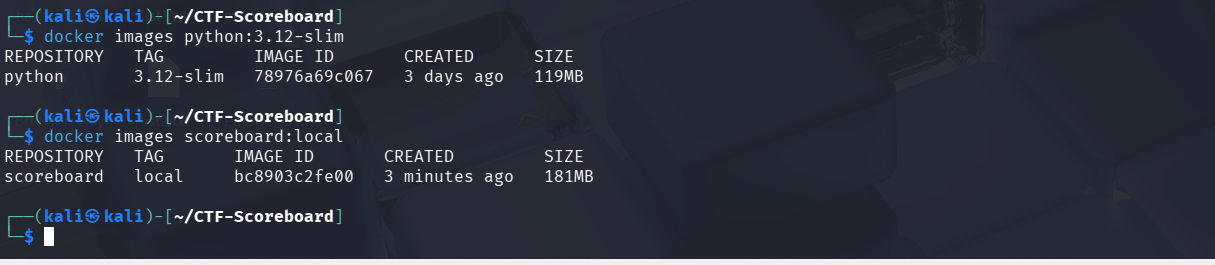 ┌──(kali㉿kali)-[~/CTF-Scoreboard]
└─$ docker images python:3.12-slim
REPOSITORY   TAG         IMAGE ID       CREATED      SIZE
python       3.12-slim   78976a69c067   3 days ago   119MB
┌──(kali㉿kali)-[~/CTF-Scoreboard]
└─$ docker images scoreboard:local
REPOSITORY   TAG       IMAGE ID       CREATED         SIZE
scoreboard   local     bc8903c2fe00   3 minutes ago   181MB
┌──(kali㉿kali)-[~/CTF-Scoreboard]
└─$